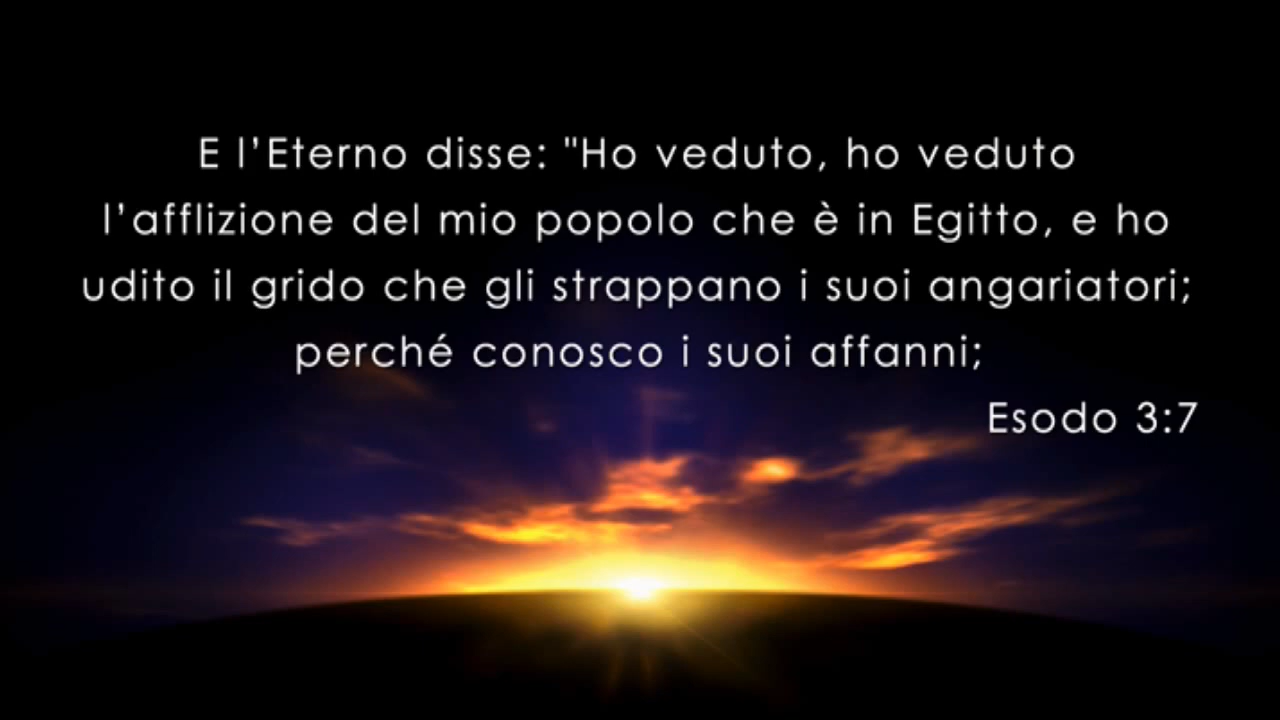 E l’Eterno disse: "Ho veduto, ho veduto
l’afflizione del mio popolo che è in Egitto, e ho
udito il grido che gli strappano i suoi angariatori;
perché conosco i suoi affanni;
Esodo 3:7